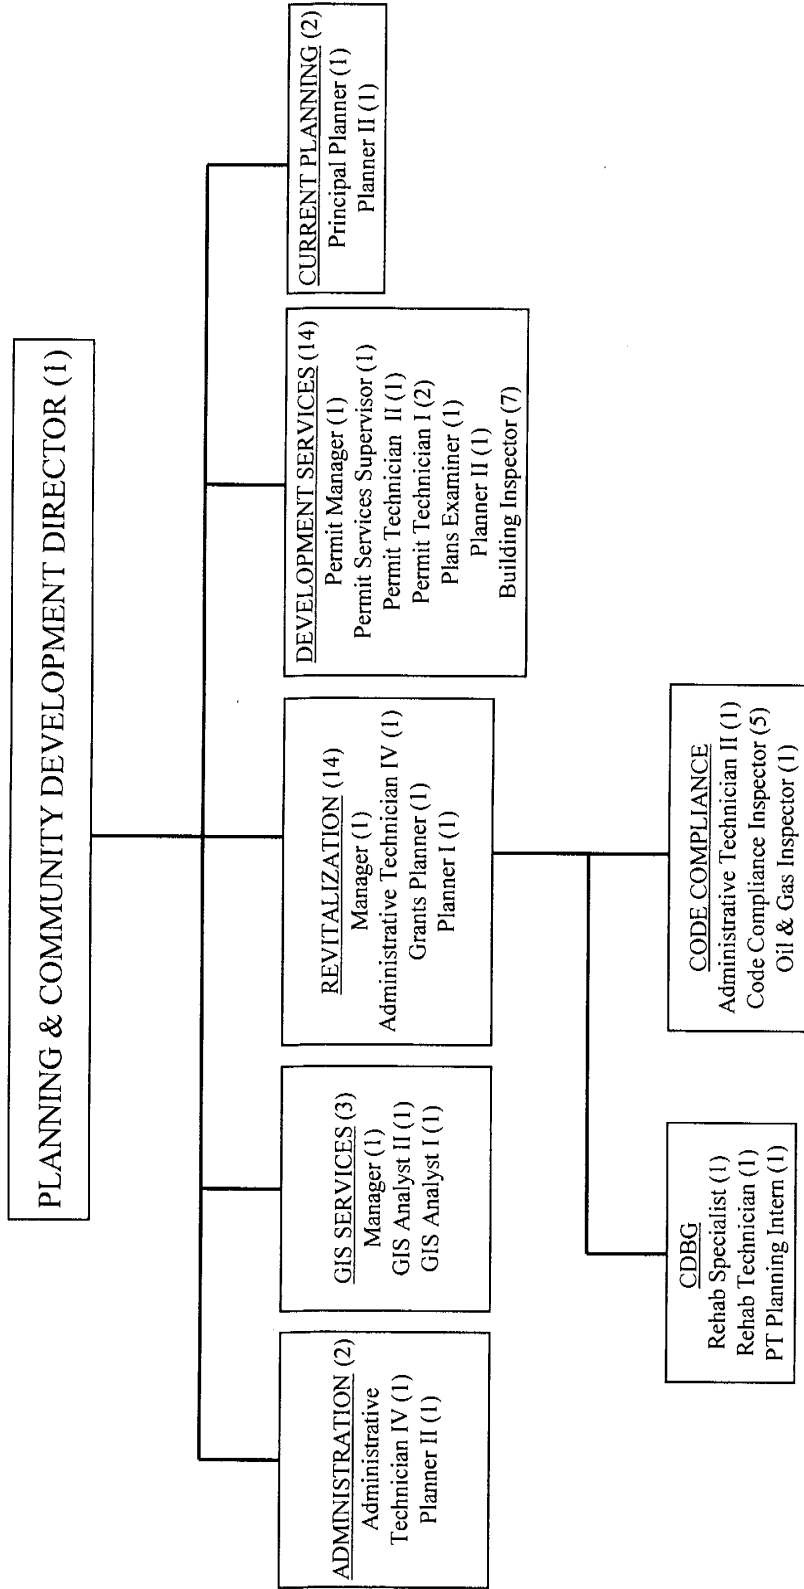 PLANNING & COMMUNITY DEVELOPMENT DIRECTOR (1)
ADMINISTRATION (2)
Administrative
Technician IV (1)
Planner II (1)
GIS SERVICES (3)
Manager (1)
GIS Analyst II (1)
GIS Analyst I (1)
REVITALIZATION (14)
Manager (1)
Administrative Technician IV (1)
Grants Planner (1)
Planner I (1)
DEVELOPMENT SERVICES (14)
Permit Manager (1)
Permit Services Supervisor (1)
Permit Technician II (1)
Permit Technician I (2)
Plans Examiner (1)
Planner II (1)
Building Inspector (7)
CURRENT PLANNING (2)
Principal Planner (1)
Planner II (1)
CDBG
Rehab Specialist (1)
Rehab Technician (1)
PT Planning Intern (1)
CODE COMPLIANCE
Administrative Technician II (1)
Code Compliance Inspector (5)
Oil & Gas Inspector (1)